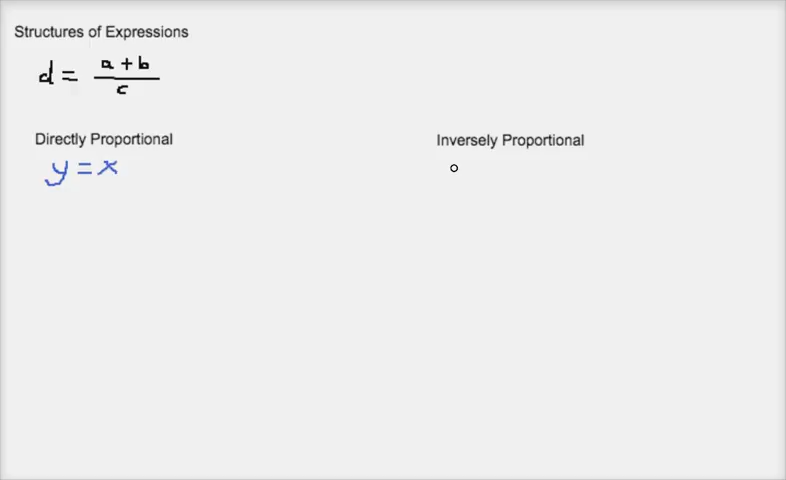 Structures of Expressions
d = a + b / c
Directly Proportional
y = x
Inversely Proportional